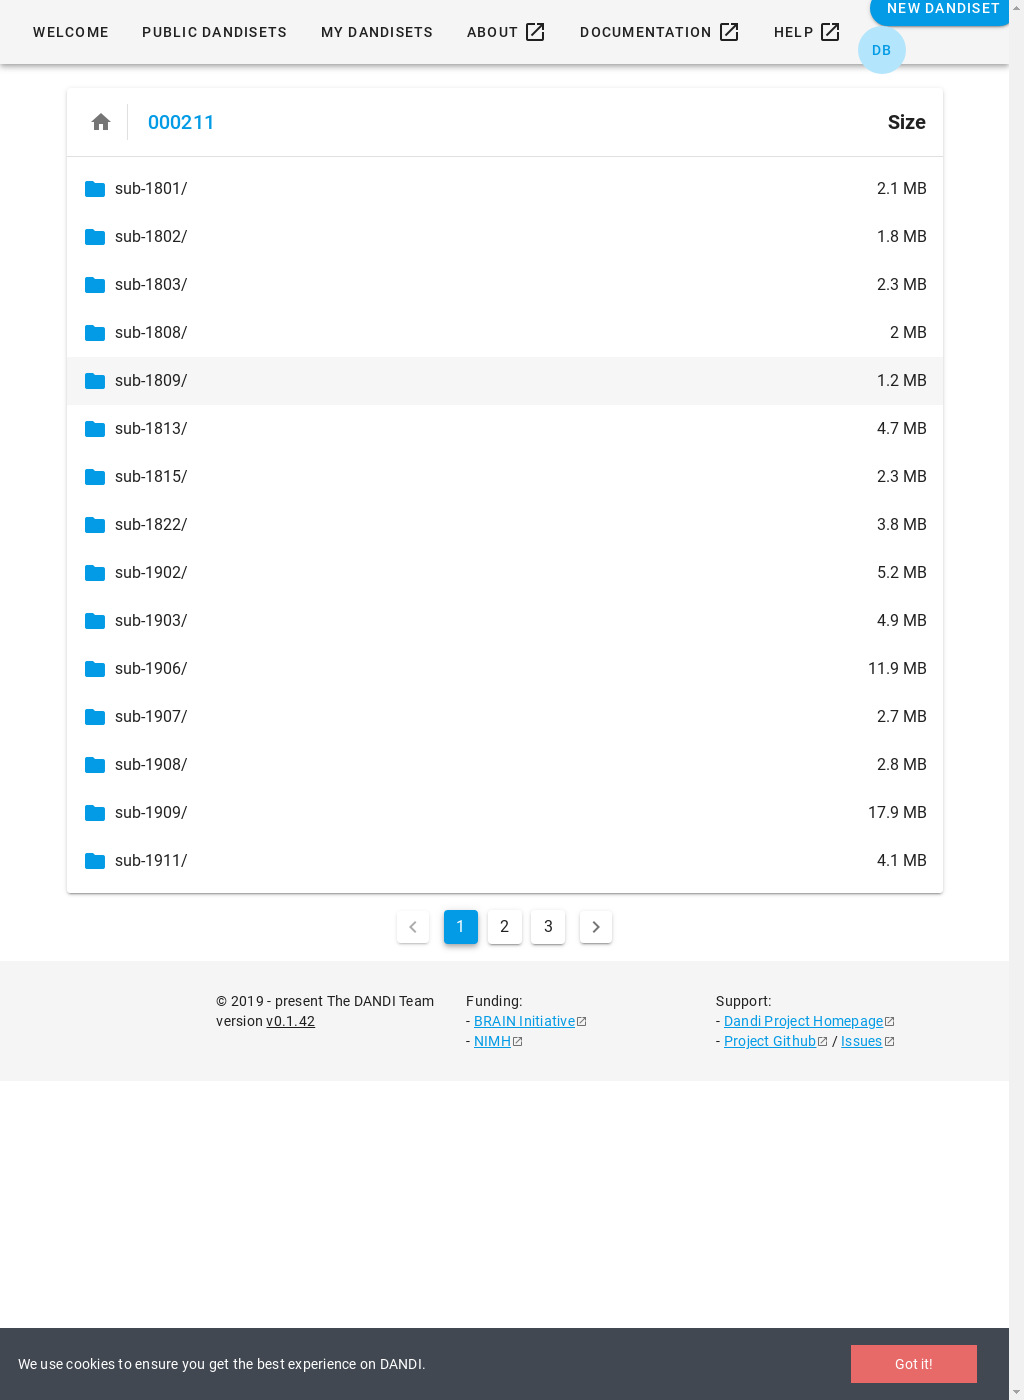 NEW DANDISET
WELCOME PUBLIC DANDISETS MY DANDISETS ABOUT DOCUMENTATION HELP
DB
000211 Size
sub-1801/ 2.1 MB
sub-1802/ 1.8 MB
sub-1803/ 2.3 MB
sub-1808/ 2 MB
sub-1809/ 1.2 MB
sub-1813/ 4.7 MB
sub-1815/ 2.3 MB
sub-1822/ 3.8 MB
sub-1902/ 5.2 MB
sub-1903/ 4.9 MB
sub-1906/ 11.9 MB
sub-1907/ 2.7 MB
sub-1908/ 2.8 MB
sub-1909/ 17.9 MB
sub-1911/ 4.1 MB
1 2 3
© 2019 - present The DANDI Team
version v0.1.42
Funding:
- BRAIN Initiative
- NIMH
Support:
- Dandi Project Homepage
- Project Github / Issues
We use cookies to ensure you get the best experience on DANDI.
Got it!